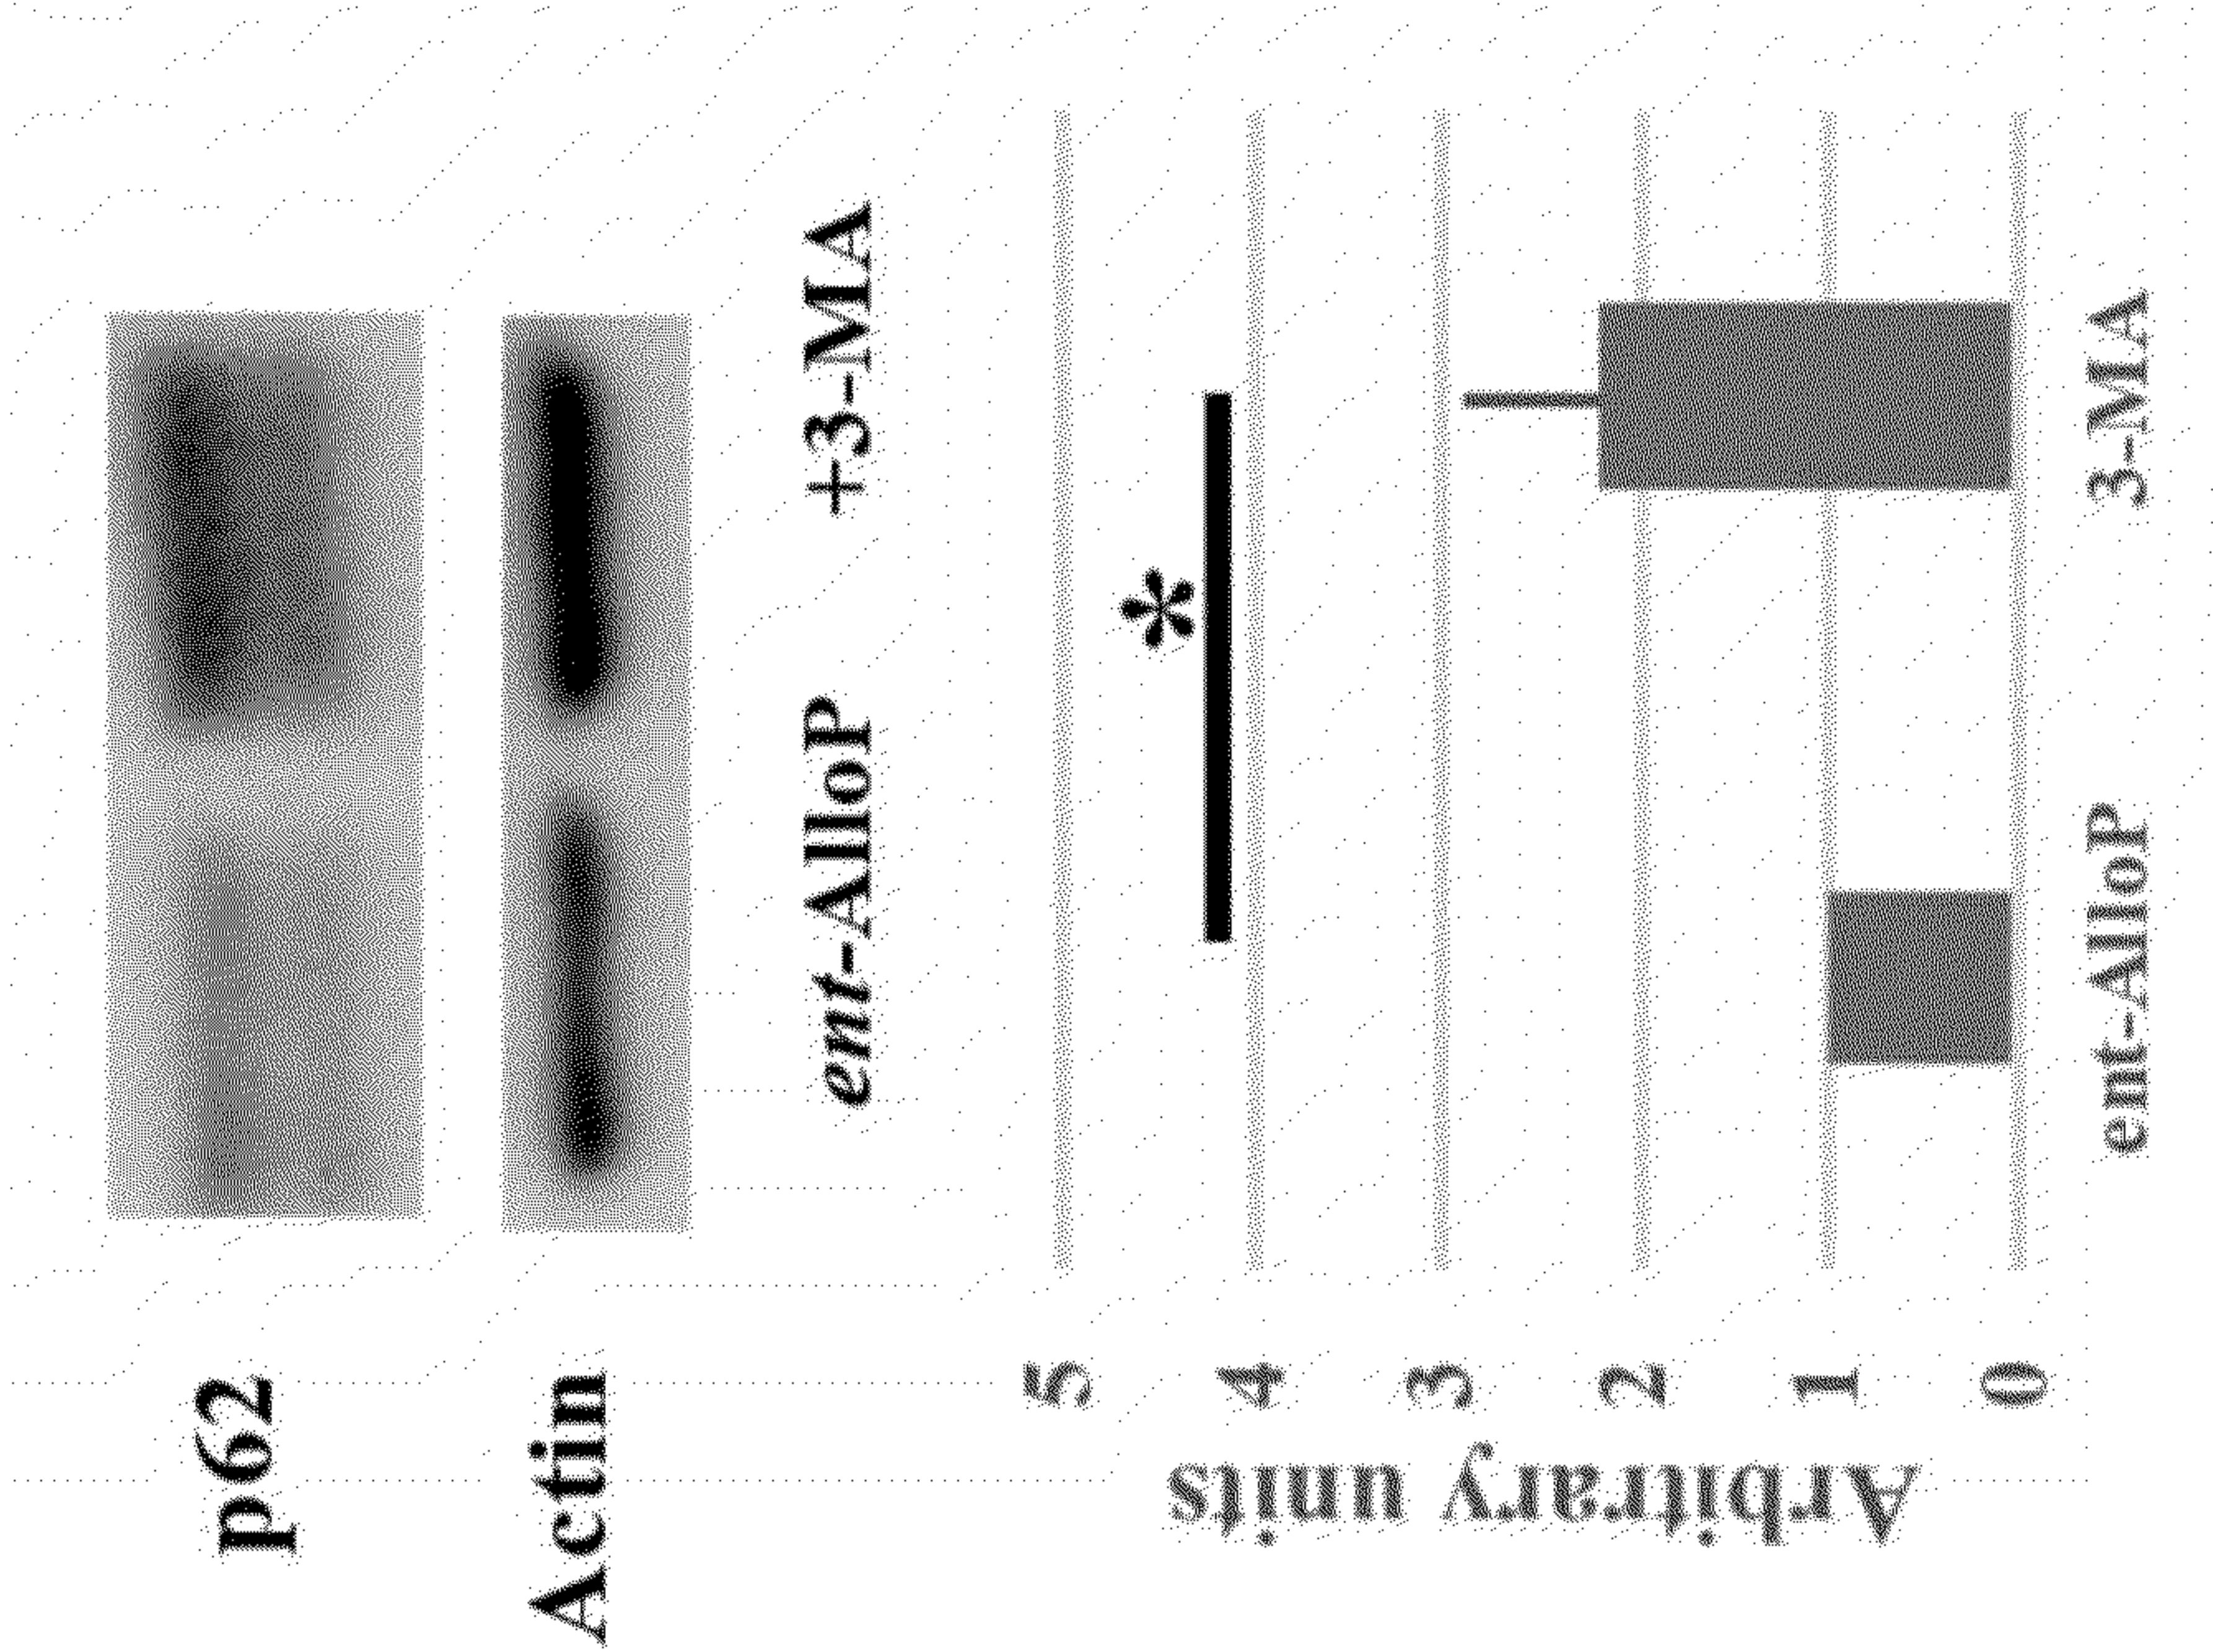 p62
Actin
ent-AlloP +3-MA
*
Arbitrary units
5
4
3
2
1
0
ent-AlloP 3-MA